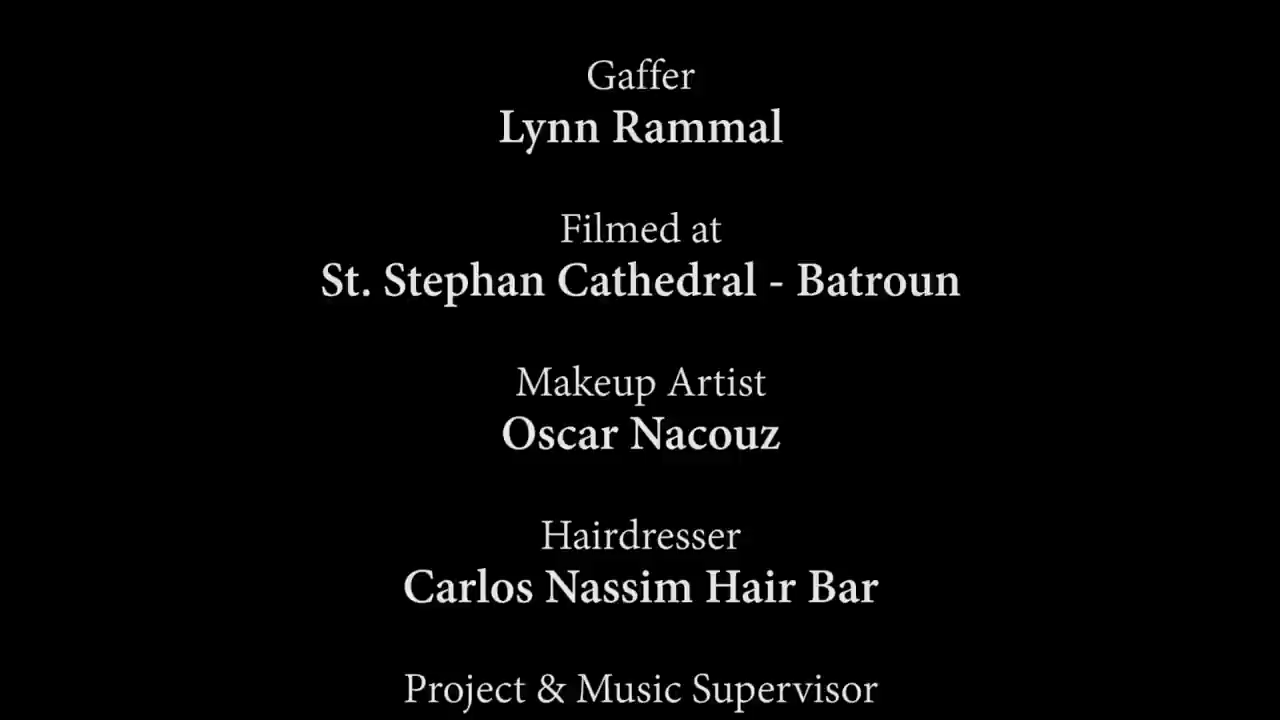 Gaffer
Lynn Rammal
Filmed at
St. Stephan Cathedral - Batroun
Makeup Artist
Oscar Nacouz
Hairdresser
Carlos Nassim Hair Bar
Project & Music Supervisor